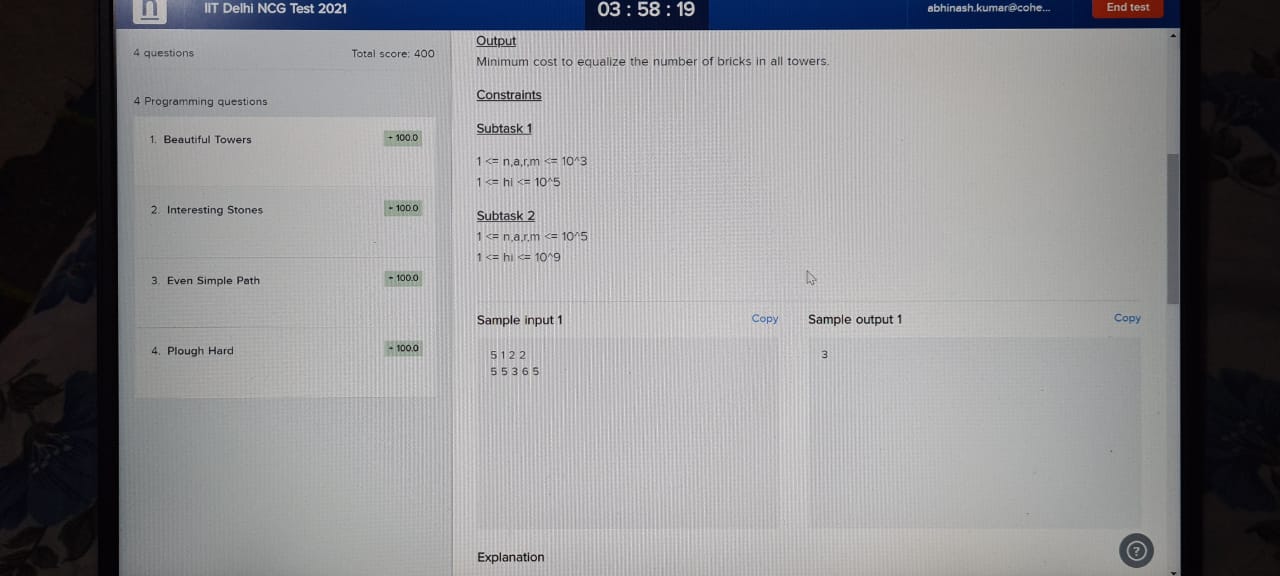 n IIT Delhi NCG Test 2021 03 : 58 : 19 abhinash.kumar@cohe... End test
4 questions Total score: 400
4 Programming questions
1. Beautiful Towers + 100.0
2. Interesting Stones + 100.0
3. Even Simple Path + 100.0
4. Plough Hard + 100.0
Output
Minimum cost to equalize the number of bricks in all towers.
Constraints
Subtask 1
1 <= n,a,r,m <= 10^3
1 <= hi <= 10^5
Subtask 2
1 <= n,a,r,m <= 10^5
1 <= hi <= 10^9
Sample input 1 Copy
5 1 2 2
5 5 3 6 5
Sample output 1 Copy
3
Explanation
?